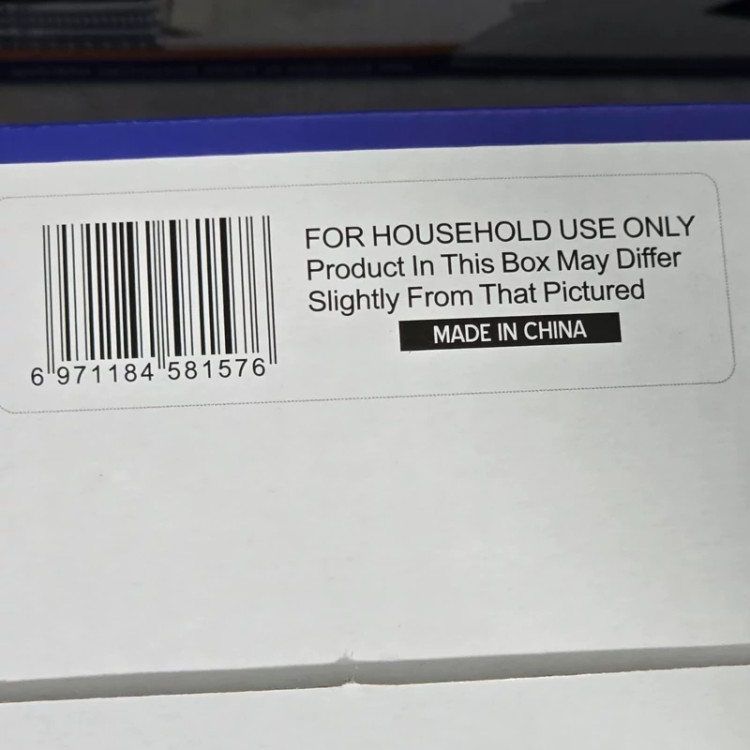 FOR HOUSEHOLD USE ONLY
Product In This Box May Differ
Slightly From That Pictured
MADE IN CHINA
6 971184 581576